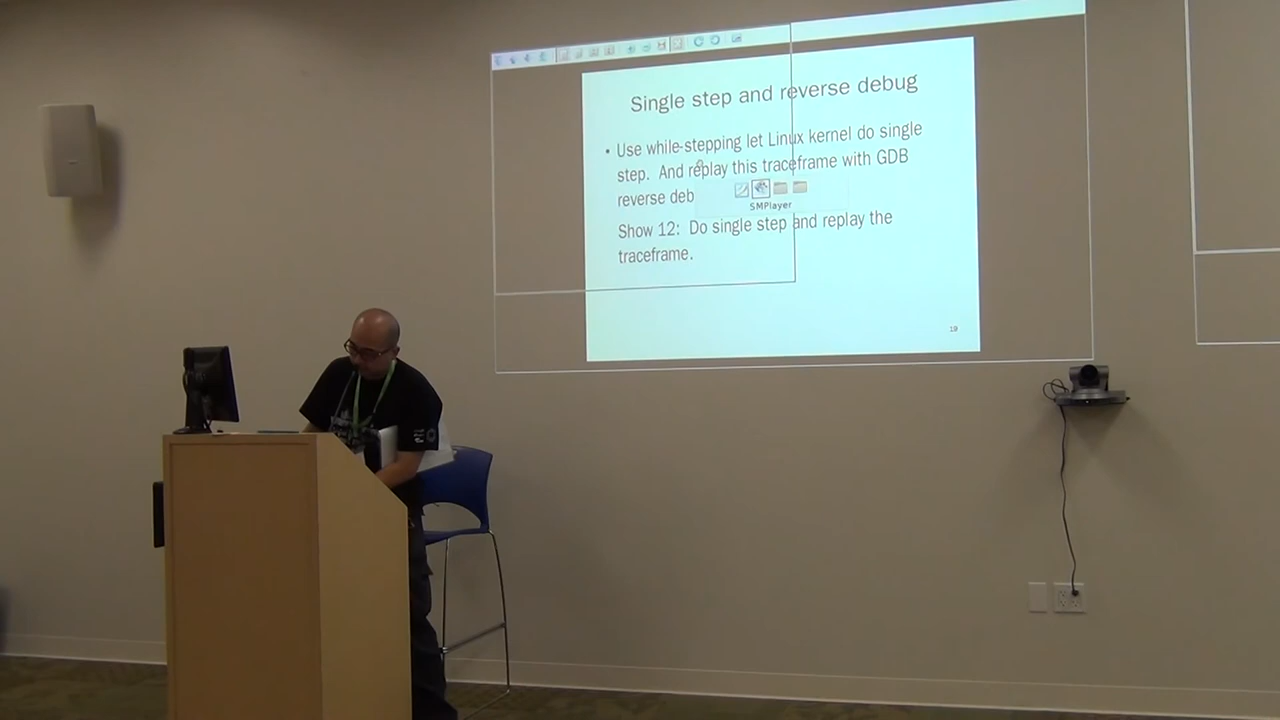 Single step and reverse debug
• Use while-stepping let Linux kernel do single
step. And replay this traceframe with GDB
reverse deb
SMPlayer
Show 12: Do single step and replay the
traceframe.
19